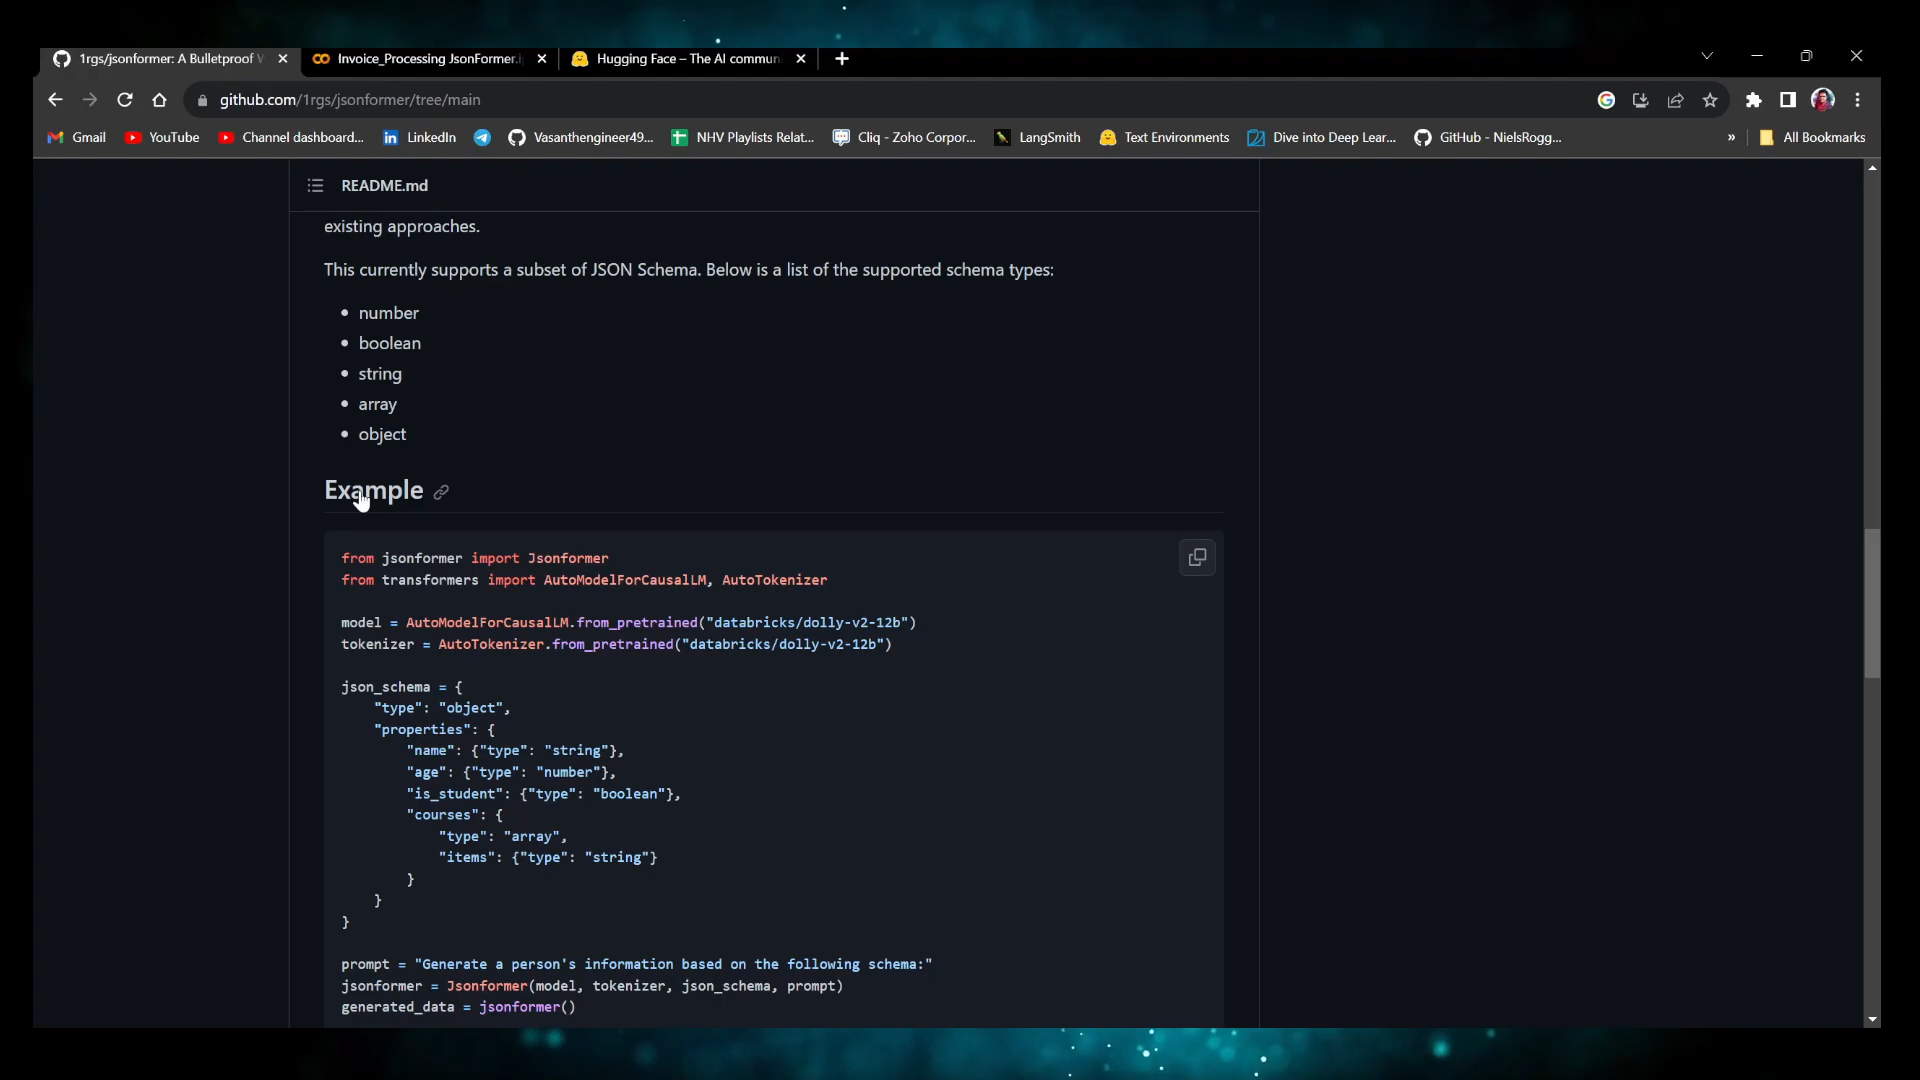 1rgs/jsonformer: A Bulletproof W
Invoice_Processing JsonFormer.i
Hugging Face – The AI commun
github.com/1rgs/jsonformer/tree/main
Gmail
YouTube
Channel dashboard...
LinkedIn
Vasanthengineer49...
NHV Playlists Relat...
Cliq - Zoho Corpor...
LangSmith
Text Environments
Dive into Deep Lear...
GitHub - NielsRogg...
»
All Bookmarks
README.md
existing approaches.
This currently supports a subset of JSON Schema. Below is a list of the supported schema types:
• number
• boolean
• string
• array
• object
Example
from jsonformer import Jsonformer
from transformers import AutoModelForCausalLM, AutoTokenizer
model = AutoModelForCausalLM.from_pretrained("databricks/dolly-v2-12b")
tokenizer = AutoTokenizer.from_pretrained("databricks/dolly-v2-12b")
json_schema = {
"type": "object",
"properties": {
"name": {"type": "string"},
"age": {"type": "number"},
"is_student": {"type": "boolean"},
"courses": {
"type": "array",
"items": {"type": "string"}
}
}
}
prompt = "Generate a person's information based on the following schema:"
jsonformer = Jsonformer(model, tokenizer, json_schema, prompt)
generated_data = jsonformer()